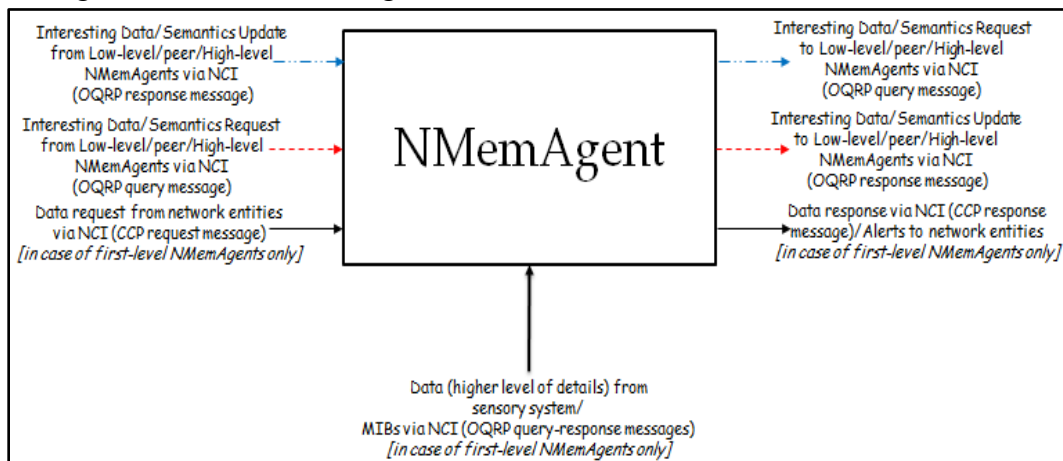 Interesting Data/Semantics Update
from Low-level/peer/High-level
NMemAgents via NCI
(OQRP response message)
Interesting Data/Semantics Request
from Low-level/peer/High-level
NMemAgents via NCI
(OQRP query message)
Data request from network entities
via NCI (CCP request message)
[in case of first-level NMemAgents only]
NMemAgent
Interesting Data/Semantics Request
to Low-level/peer/High-level
NMemAgents via NCI
(OQRP query message)
Interesting Data/Semantics Update
to Low-level/peer/High-level
NMemAgents via NCI
(OQRP response message)
Data response via NCI (CCP response
message)/Alerts to network entities
[in case of first-level NMemAgents only]
Data (higher level of details) from
sensory system/
MIBs via NCI (OQRP query-response messages)
[in case of first-level NMemAgents only]